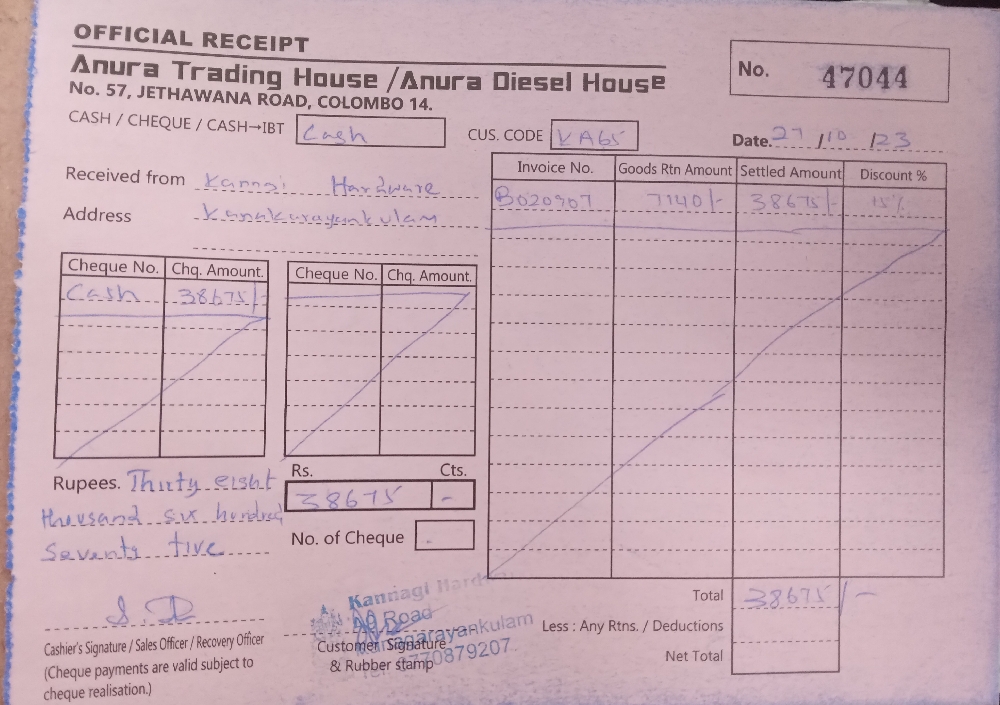 OFFICIAL RECEIPT
Anura Trading House /Anura Diesel House
No. 57, JETHAWANA ROAD, COLOMBO 14.
No. 47044
CASH / CHEQUE / CASH→IBT Cash
CUS. CODE KA65
Date. 27/10/23
Received from Kannai Hardware
Address Kanakarayankulam
Invoice No. Goods Rtn Amount Settled Amount Discount %
B020907 7140/- 38675/- 15%
Cheque No. Chq. Amount. Cheque No. Chq. Amount.
Cash 38675/-
Rupees. Thirty eight
thousand six hundred
Seventy five
Rs. Cts.
38675 -
No. of Cheque
Total 38675/-
Less : Any Rtns. / Deductions
Net Total
Cashier's Signature / Sales Officer / Recovery Officer
(Cheque payments are valid subject to
cheque realisation.)
Kannagi
A9 Road
0770879207
Customer Signature
& Rubber stamp